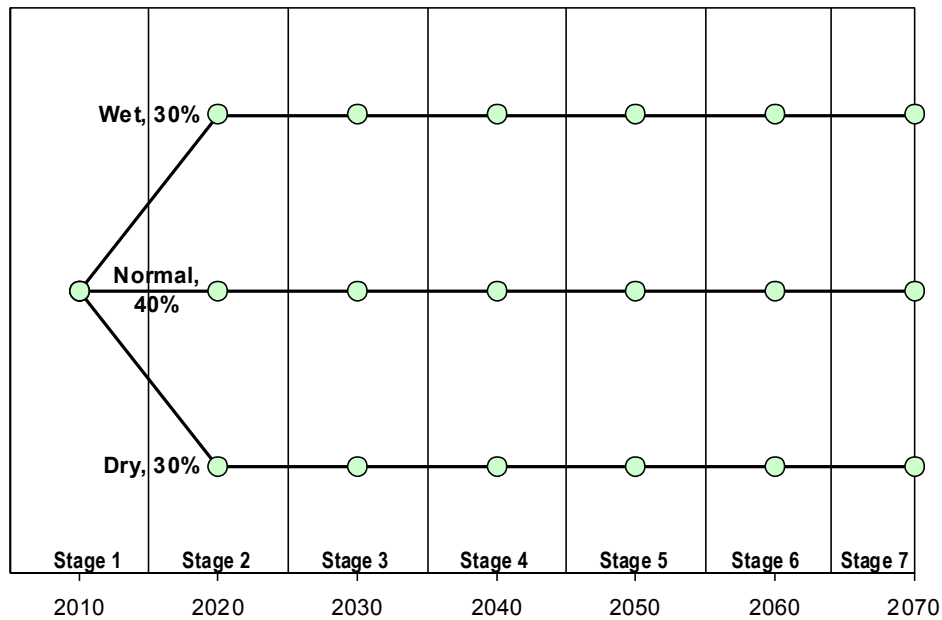 Wet, 30%
Normal,
40%
Dry, 30%
Stage 1
Stage 2
Stage 3
Stage 4
Stage 5
Stage 6
Stage 7
2010
2020
2030
2040
2050
2060
2070